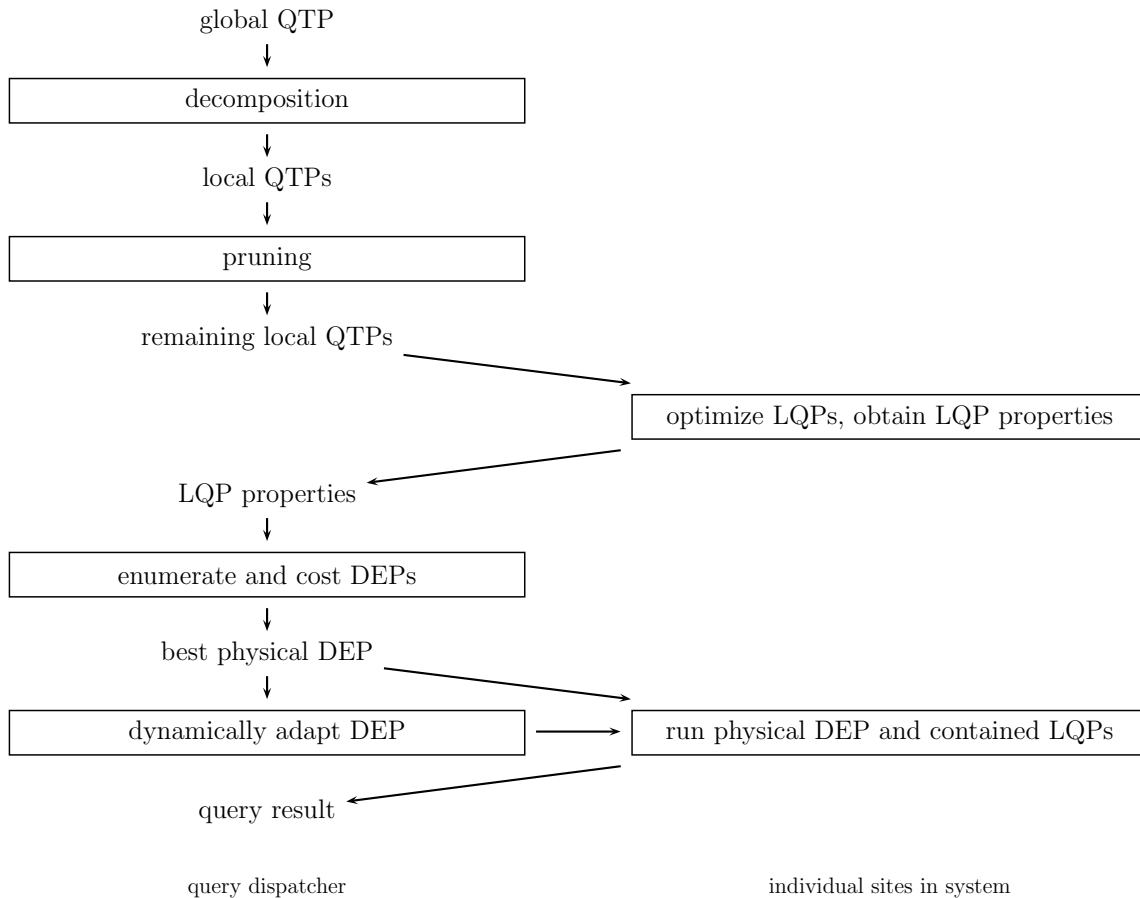 global QTP
decomposition
local QTPs
pruning
remaining local QTPs
optimize LQPs, obtain LQP properties
LQP properties
enumerate and cost DEPs
best physical DEP
dynamically adapt DEP
run physical DEP and contained LQPs
query result
query dispatcher
individual sites in system